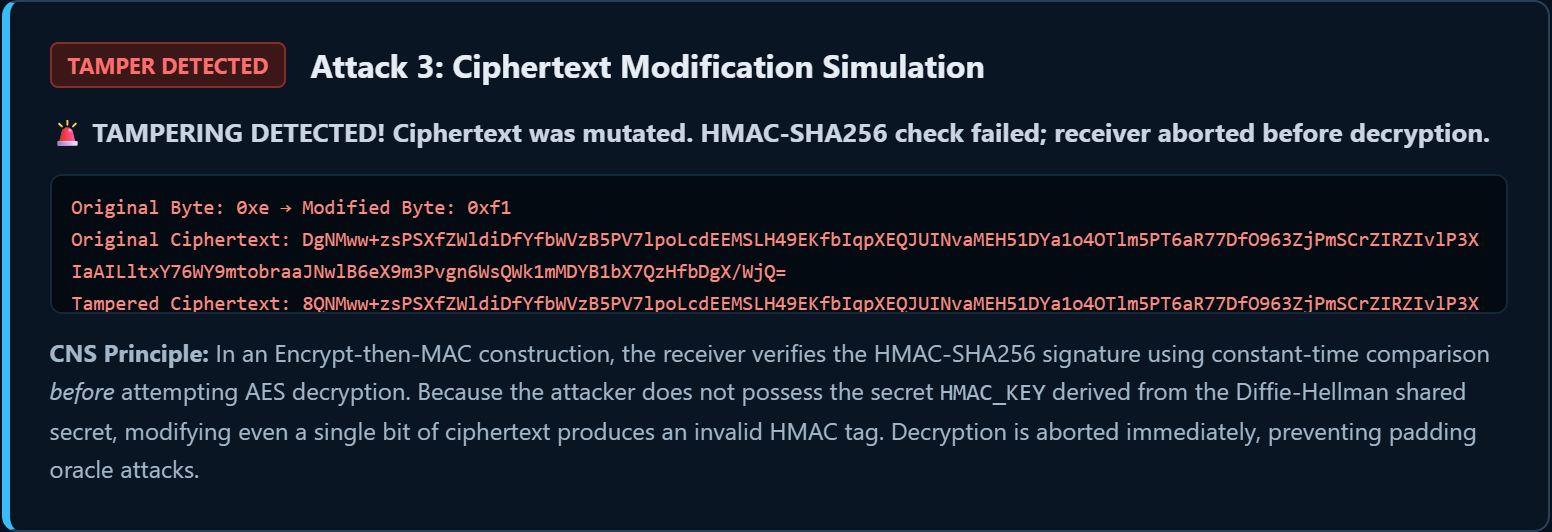 TAMPER DETECTED Attack 3: Ciphertext Modification Simulation
🚨 TAMPERING DETECTED! Ciphertext was mutated. HMAC-SHA256 check failed; receiver aborted before decryption.
Original Byte: 0xe → Modified Byte: 0xf1
Original Ciphertext: DgNMww+zsPSXfZWldiDfYfbWVzB5PV7lpoLcdEEMSLH49EKfbIqpXEQJUINvaMEH51DYa1o4OTlm5PT6aR77DfO963ZjPmSCrZIRZIvlP3X
IaAILltxY76WY9mtobraaJNwlB6eX9m3Pvgn6WsQWk1mMDYB1bX7QzHfbDgX/WjQ=
Tampered Ciphertext: 8QNMww+zsPSXfZWldiDfYfbWVzB5PV7lpoLcdEEMSLH49EKfbIqpXEQJUINvaMEH51DYa1o4OTlm5PT6aR77DfO963ZjPmSCrZIRZIvlP3X
CNS Principle: In an Encrypt-then-MAC construction, the receiver verifies the HMAC-SHA256 signature using constant-time comparison
before attempting AES decryption. Because the attacker does not possess the secret HMAC_KEY derived from the Diffie-Hellman shared
secret, modifying even a single bit of ciphertext produces an invalid HMAC tag. Decryption is aborted immediately, preventing padding
oracle attacks.